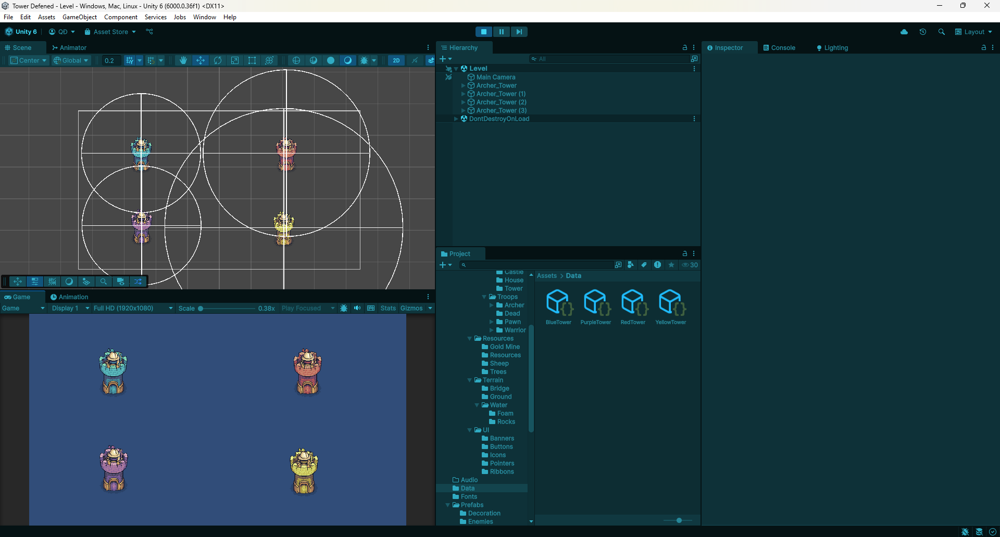 Tower Defened - Level - Windows, Mac, Linux - Unity 6 (6000.0.36f1) <DX11>
File Edit Assets GameObject Component Services Jobs Window Help
Unity 6 QĐ Asset Store Layout
Scene Animator
Center Global 0.2 2D
Game Animation
Game Display 1 Full HD (1920x1080) Scale 0.38x Play Focused Stats Gizmos
Hierarchy
All
Level
Main Camera
Archer_Tower
Archer_Tower (1)
Archer_Tower (2)
Archer_Tower (3)
DontDestroyOnLoad
Project
30
Castle
House
Tower
Troops
Archer
Dead
Pawn
Warrior
Resources
Gold Mine
Resources
Sheep
Trees
Terrain
Bridge
Ground
Water
Foam
Rocks
UI
Banners
Buttons
Icons
Pointers
Ribbons
Audio
Data
Fonts
Prefabs
Decoration
Enemies
Assets > Data
BlueTower PurpleTower RedTower YellowTower
Inspector Console Lighting